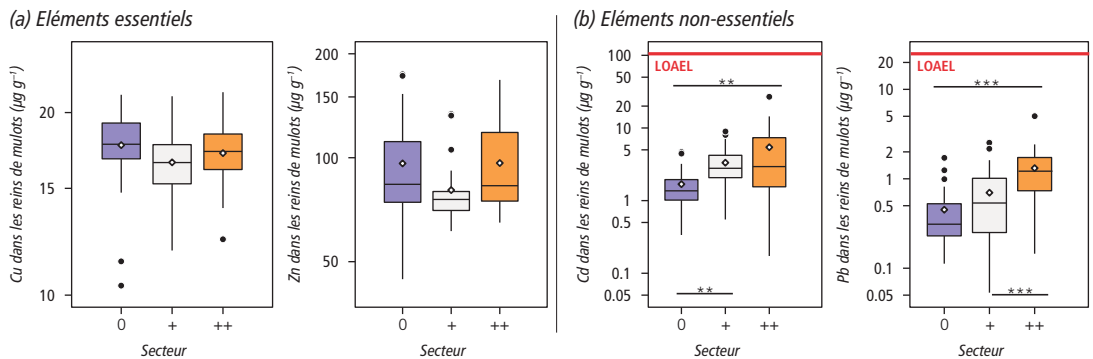 (a) Eléments essentiels
Cu dans les reins de mulots (µg g⁻¹)
20
15
10
0 + ++
Secteur
Zn dans les reins de mulots (µg g⁻¹)
200
150
100
50
0 + ++
Secteur
(b) Eléments non-essentiels
Cd dans les reins de mulots (µg g⁻¹)
100
50
10
5
1
0.5
0.1
0.05
LOAEL
**
**
0 + ++
Secteur
Pb dans les reins de mulots (µg g⁻¹)
20
10
5
2
1
0.5
0.1
0.05
LOAEL
***
***
0 + ++
Secteur